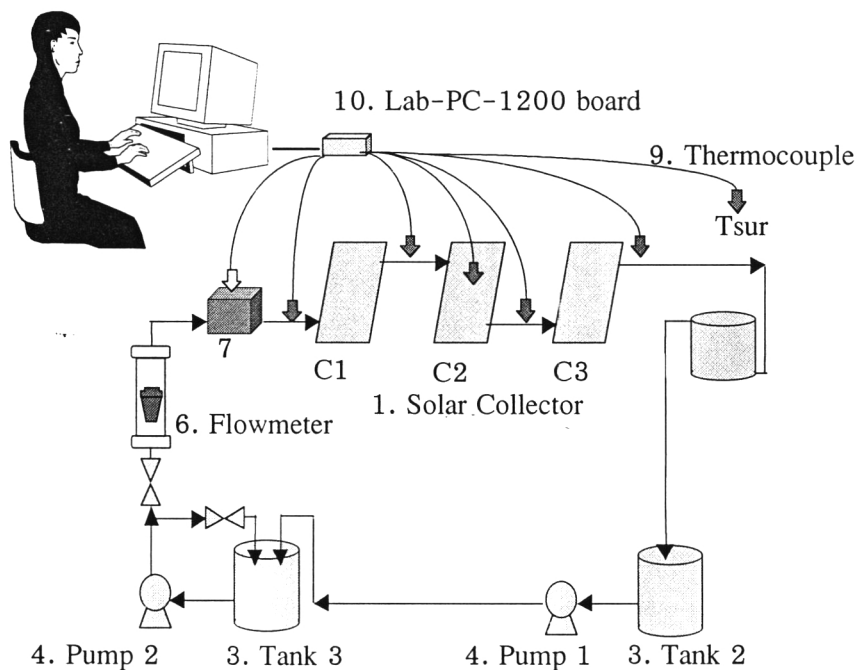 10. Lab-PC-1200 board
9. Thermocouple
Tsur
7
C1
C2
C3
1. Solar Collector
6. Flowmeter
4. Pump 2
3. Tank 3
4. Pump 1
3. Tank 2